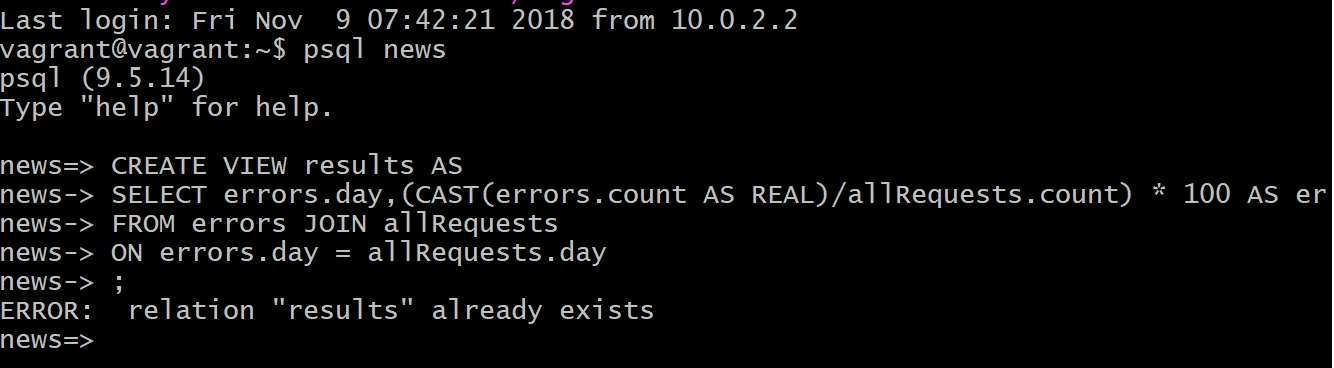 Last login: Fri Nov  9 07:42:21 2018 from 10.0.2.2
vagrant@vagrant:~$ psql news
psql (9.5.14)
Type "help" for help.
news=> CREATE VIEW results AS
news-> SELECT errors.day,(CAST(errors.count AS REAL)/allRequests.count) * 100 AS er
news-> FROM errors JOIN allRequests
news-> ON errors.day = allRequests.day
news-> ;
ERROR:  relation "results" already exists
news=>